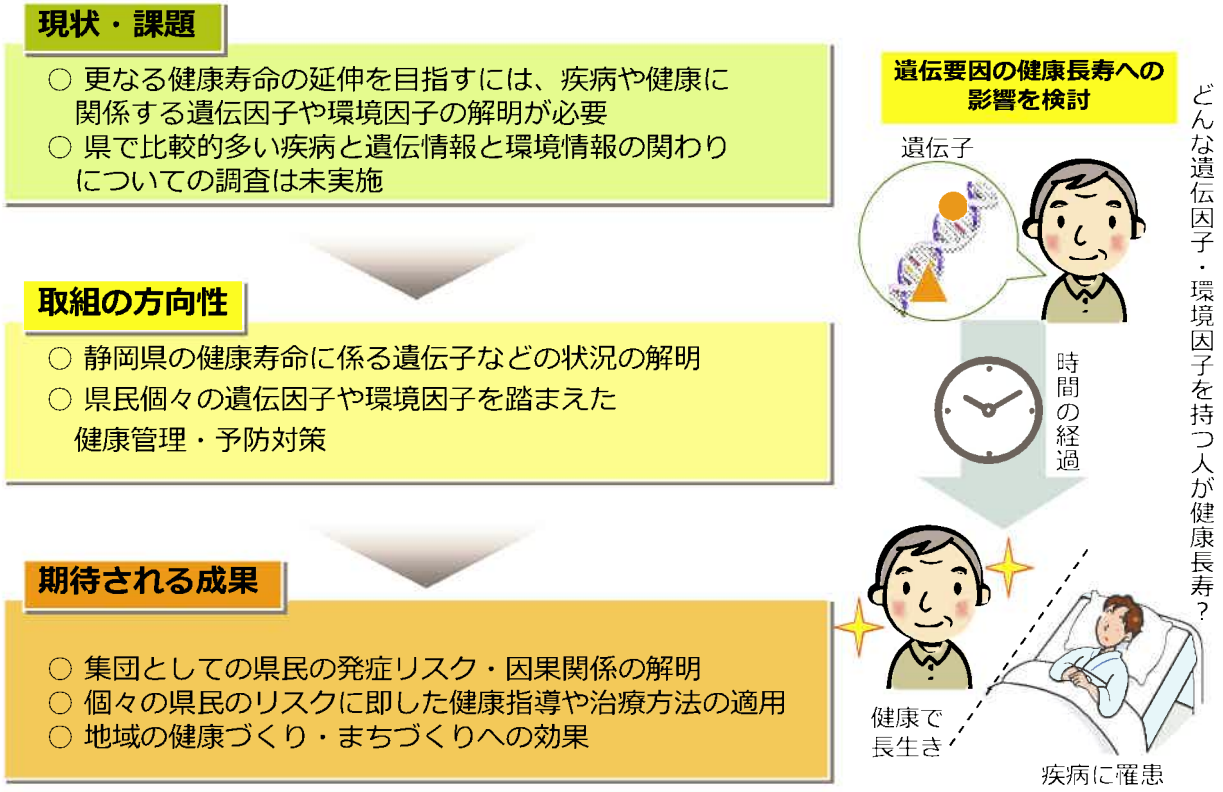 現状・課題
○ 更なる健康寿命の延伸を目指すには、疾病や健康に
関係する遺伝因子や環境因子の解明が必要
○ 県で比較的多い疾病と遺伝情報と環境情報の関わり
についての調査は未実施
取組の方向性
○ 静岡県の健康寿命に係る遺伝子などの状況の解明
○ 県民個々の遺伝因子や環境因子を踏まえた
健康管理・予防対策
期待される成果
○ 集団としての県民の発症リスク・因果関係の解明
○ 個々の県民のリスクに即した健康指導や治療方法の適用
○ 地域の健康づくり・まちづくりへの効果
遺伝要因の健康長寿への
影響を検討
遺伝子
時間の経過
健康で
長生き
疾病に罹患
どんな遺伝因子・環境因子を持つ人が健康長寿？